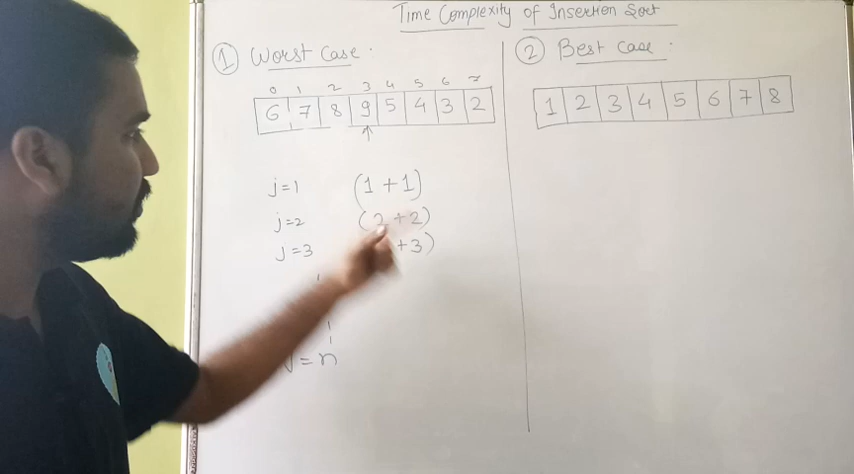 Time Complexity of Insertion Sort
① Worst Case :
0 1 2 3 4 5 6 7
6 7 8 9 5 4 3 2
↑
j=1 (1+1)
j=2 (2+2)
j=3 +3)
=n
② Best Case :
1 2 3 4 5 6 7 8